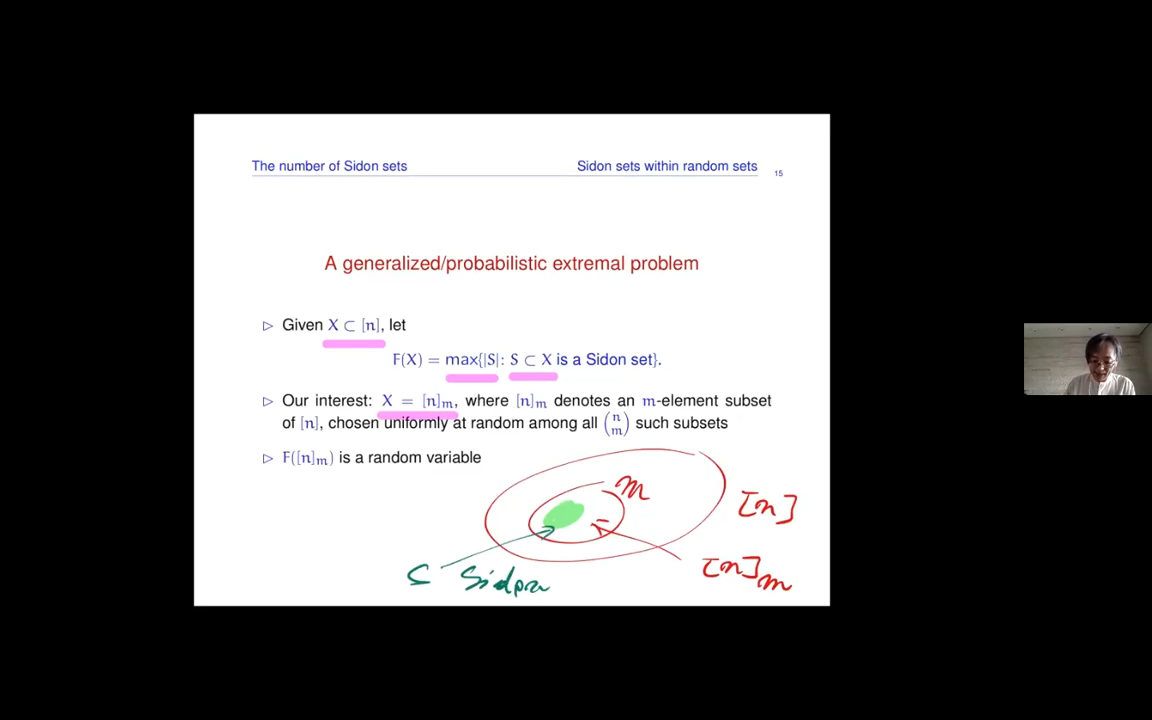 The number of Sidon sets
Sidon sets within random sets
15
A generalized/probabilistic extremal problem
▷ Given X ⊂ [n], let
F(X) = max{|S|: S ⊂ X is a Sidon set}.
▷ Our interest: X = [n]ₘ, where [n]ₘ denotes an m-element subset
of [n], chosen uniformly at random among all (n m) such subsets
▷ F([n]ₘ) is a random variable
m
[n]
[n]ₘ
S Sidon